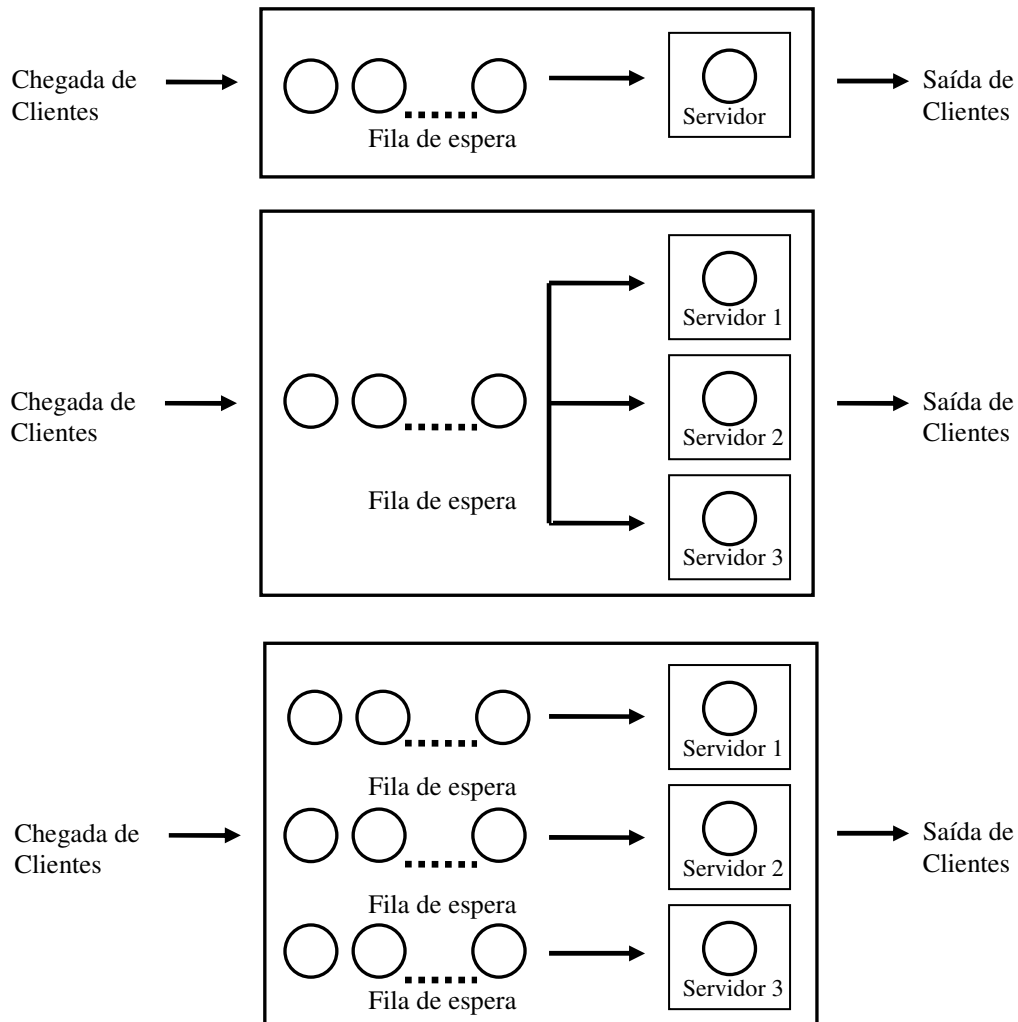 Chegada de
Clientes
Fila de espera
Servidor
Saída de
Clientes
Chegada de
Clientes
Fila de espera
Servidor 1
Servidor 2
Servidor 3
Saída de
Clientes
Chegada de
Clientes
Fila de espera
Servidor 1
Fila de espera
Servidor 2
Fila de espera
Servidor 3
Saída de
Clientes